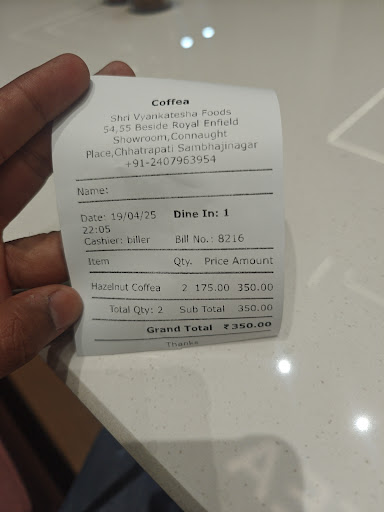 Coffea
Shri Vyankatesha Foods
54,55 Beside Royal Enfield
Showroom,Connaught
Place,Chhatrapati Sambhajinagar
+91-2407963954
Name:
Date: 19/04/25 Dine In: 1
22:05
Cashier: biller Bill No.: 8216
Item Qty. Price Amount
Hazelnut Coffea 2 175.00 350.00
Total Qty: 2 Sub Total 350.00
Grand Total ₹350.00
Thanks